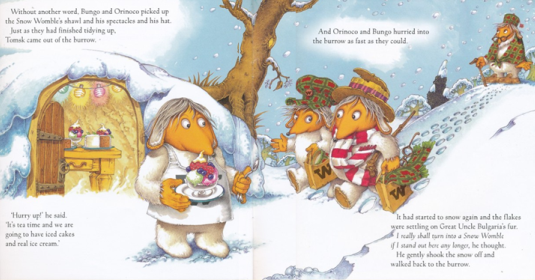 Without another word, Bungo and Orinoco picked up
the Snow Womble's shawl and his spectacles and his hat.
Just as they had finished tidying up,
Tomsk came out of the burrow.
'Hurry up!' he said.
'It's tea time and we are
going to have iced cakes
and real ice cream.'
And Orinoco and Bungo hurried into
the burrow as fast as they could.
W
W
It had started to snow again and the flakes
were settling on Great Uncle Bulgaria's fur.
I really shall turn into a Snow Womble
if I stand out here any longer, he thought.
He gently shook the snow off and
walked back to the burrow.